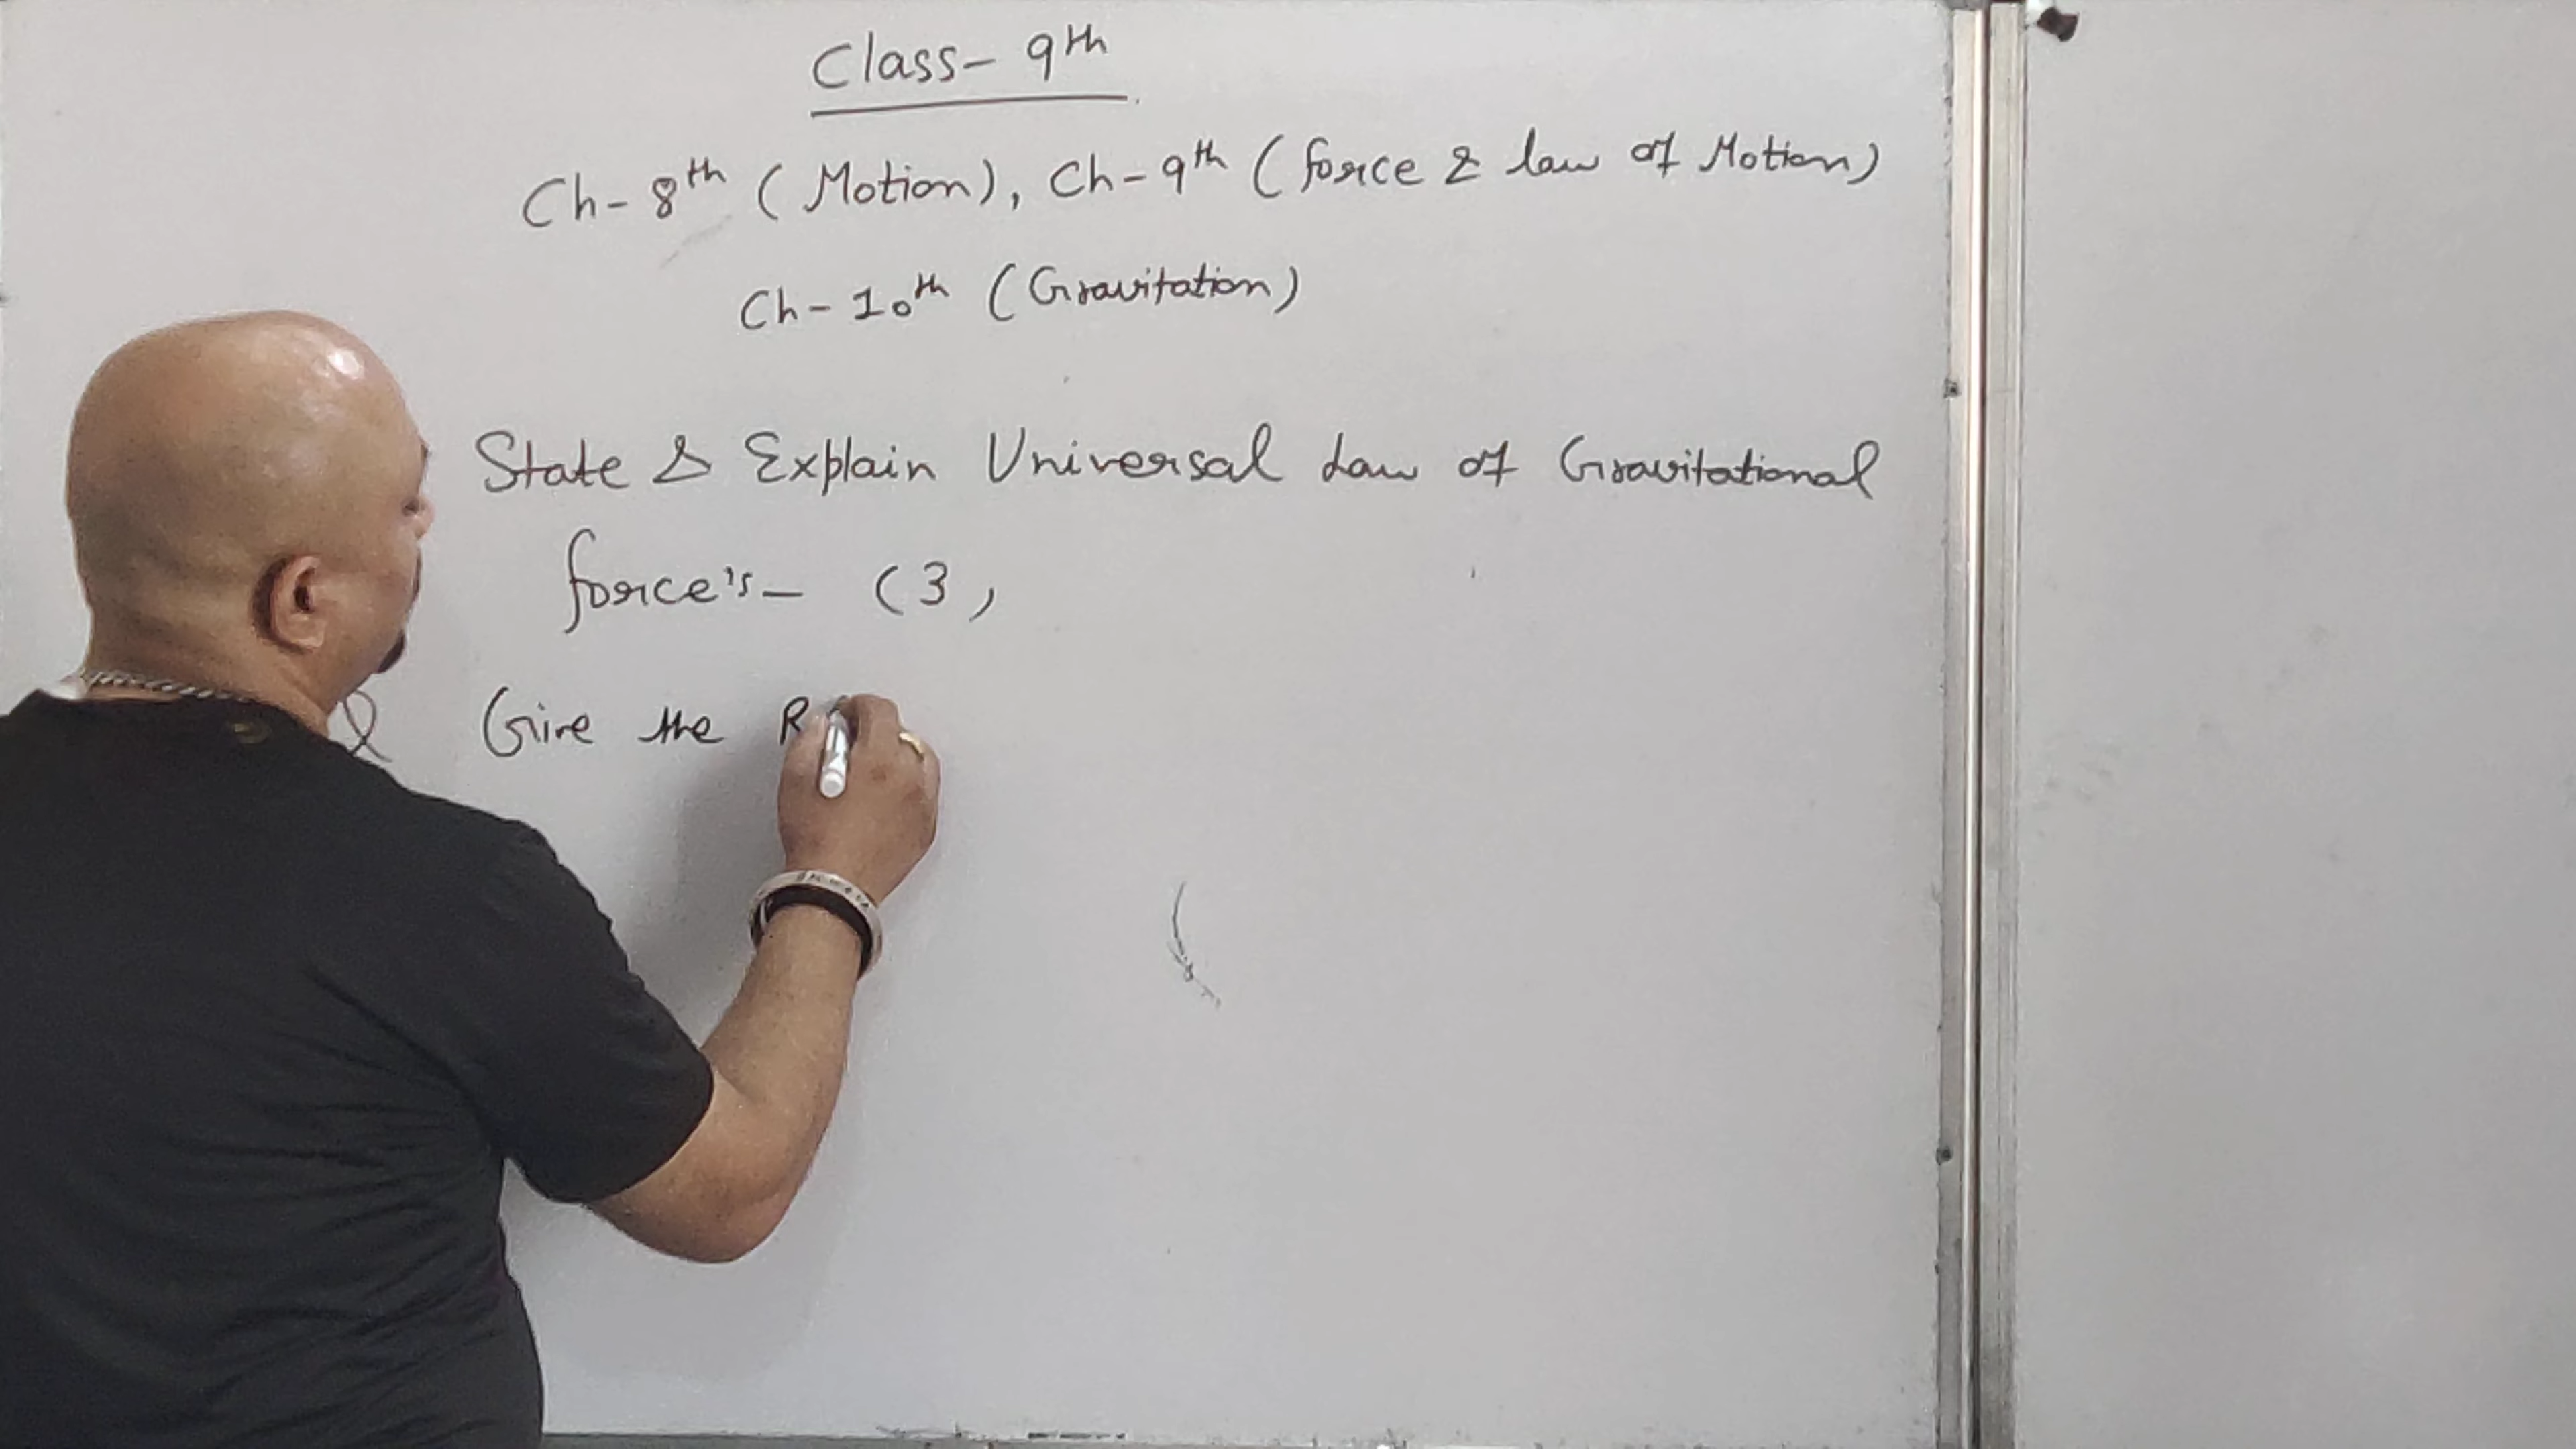 Class - 9th
Ch - 8th ( Motion ), Ch - 9th ( force & law of Motion )
Ch - 10th ( Gravitation )
State & Explain Universal Law of Gravitational
force's - ( 3 )
Give the R